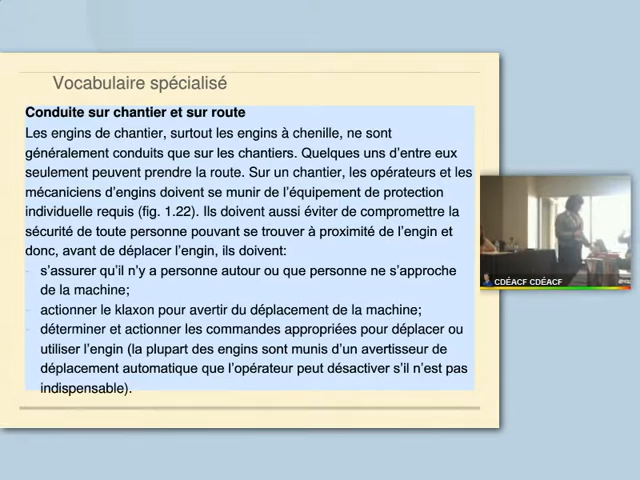 Vocabulaire spécialisé
Conduite sur chantier et sur route
Les engins de chantier, surtout les engins à chenille, ne sont
généralement conduits que sur les chantiers. Quelques uns d’entre eux
seulement peuvent prendre la route. Sur un chantier, les opérateurs et les
mécaniciens d’engins doivent se munir de l’équipement de protection
individuelle requis (fig. 1.22). Ils doivent aussi éviter de compromettre la
sécurité de toute personne pouvant se trouver à proximité de l’engin et
donc, avant de déplacer l’engin, ils doivent:
- s’assurer qu’il n’y a personne autour ou que personne ne s’approche
de la machine;
- actionner le klaxon pour avertir du déplacement de la machine;
- déterminer et actionner les commandes appropriées pour déplacer ou
utiliser l’engin (la plupart des engins sont munis d’un avertisseur de
déplacement automatique que l’opérateur peut désactiver s’il n’est pas
indispensable).
CDÉACF CDÉACF